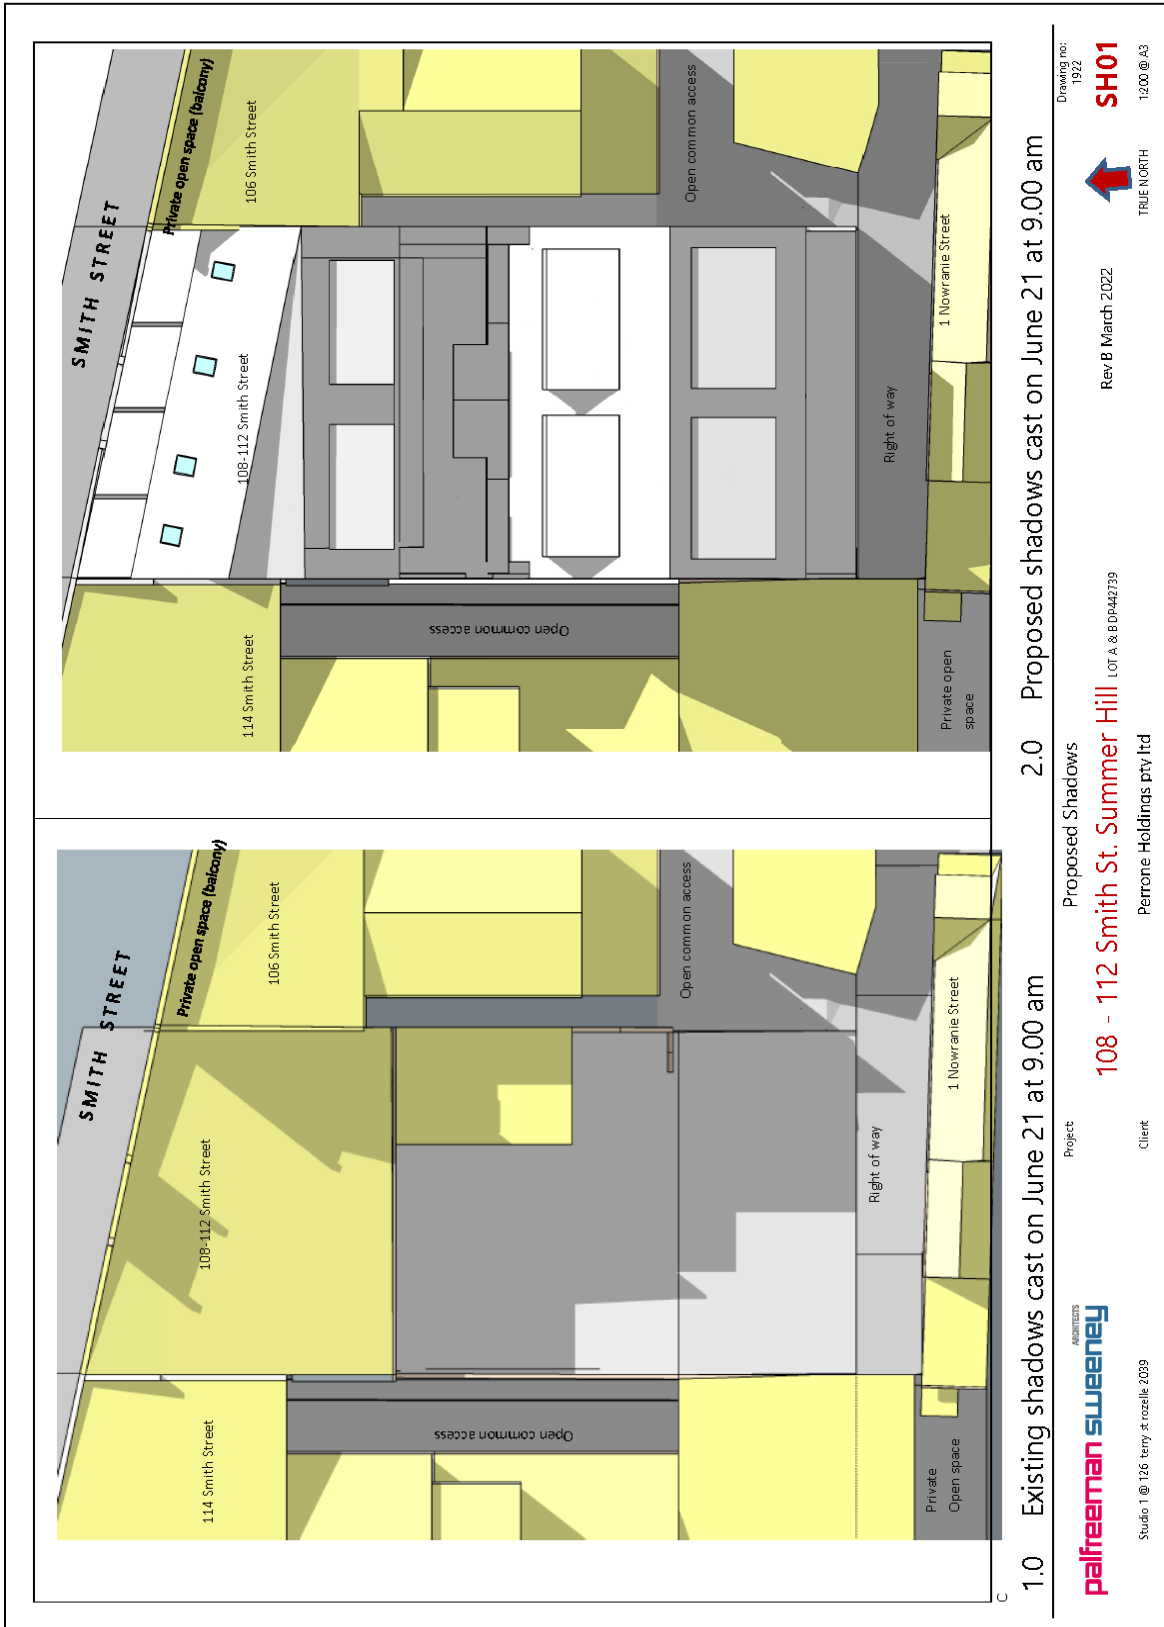 SMITH STREET
Private open space (balcony)
106 Smith Street
108-112 Smith Street
114 Smith Street
Open common access
Open common access
Right of way
1 Nowranie Street
Private
Open space
SMITH STREET
Private open space (balcony)
106 Smith Street
108-112 Smith Street
114 Smith Street
Open common access
Open common access
Right of way
1 Nowranie Street
Private open
space
C
1.0 Existing shadows cast on June 21 at 9.00 am
2.0 Proposed shadows cast on June 21 at 9.00 am
palfreeman sweeney
ARCHITECTS
Studio 1 @ 126 terry st rozelle 2039
Project
Proposed Shadows
108 - 112 Smith St. Summer Hill LOT A & B DP442739
Client
Perrone Holdings pty ltd
Rev B March 2022
TRUE NORTH
Drawing no:
1922
SH01
1:200 @ A3